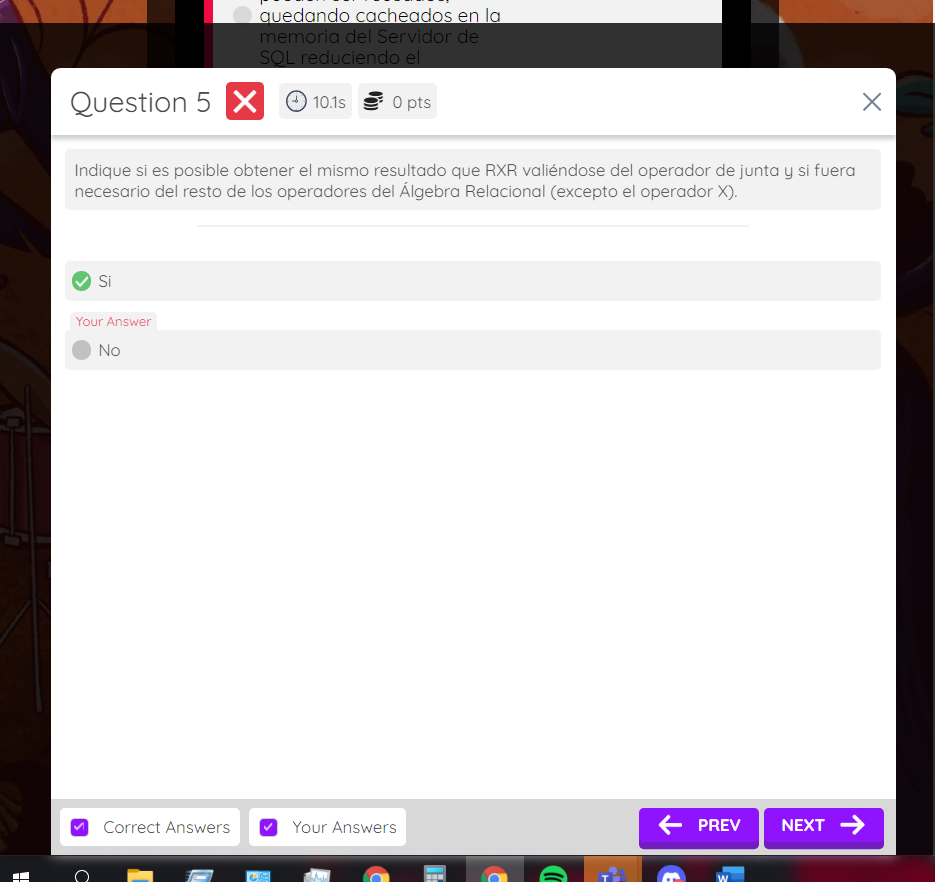 quedando cacheados en la
memoria del Servidor de
SQL reduciendo el
Question 5
10.1s
0 pts
Indique si es posible obtener el mismo resultado que RXR valiéndose del operador de junta y si fuera
necesario del resto de los operadores del Álgebra Relacional (excepto el operador X).
Si
Your Answer
No
Correct Answers
Your Answers
PREV
NEXT